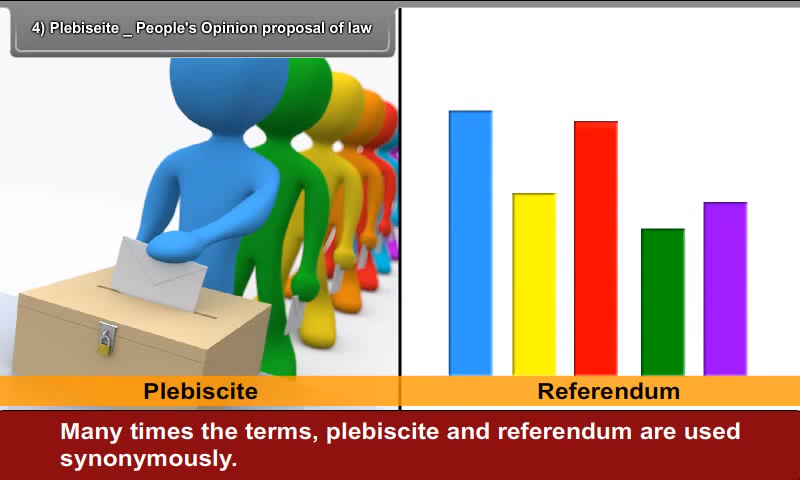 4) Plebiseite _ People's Opinion proposal of law
Plebiscite
Referendum
Many times the terms, plebiscite and referendum are used
synonymously.